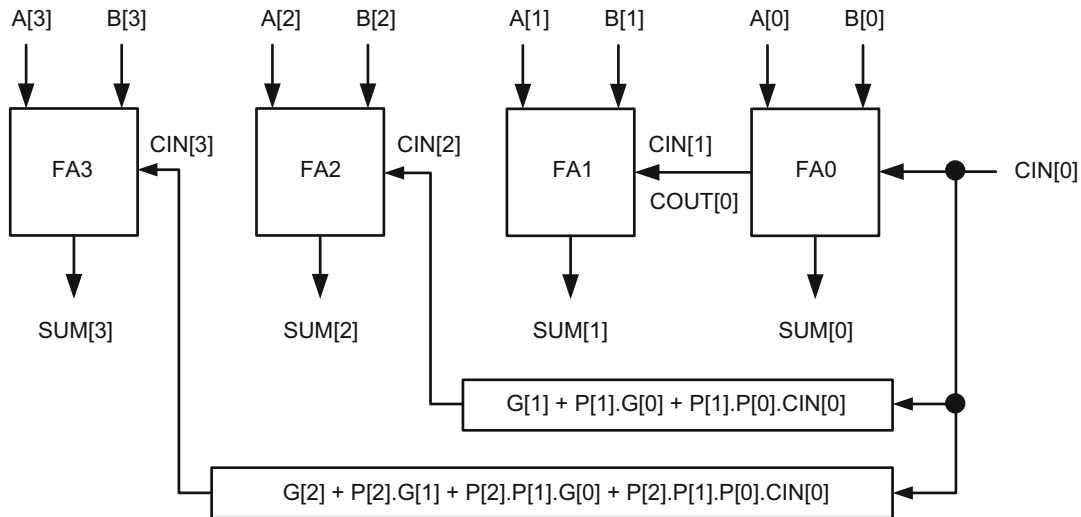 A[3] B[3] A[2] B[2] A[1] B[1] A[0] B[0]
CIN[3] CIN[2] CIN[1]
FA3 FA2 FA1 FA0 CIN[0]
COUT[0]
SUM[3] SUM[2] SUM[1] SUM[0]
G[1] + P[1].G[0] + P[1].P[0].CIN[0]
G[2] + P[2].G[1] + P[2].P[1].G[0] + P[2].P[1].P[0].CIN[0]